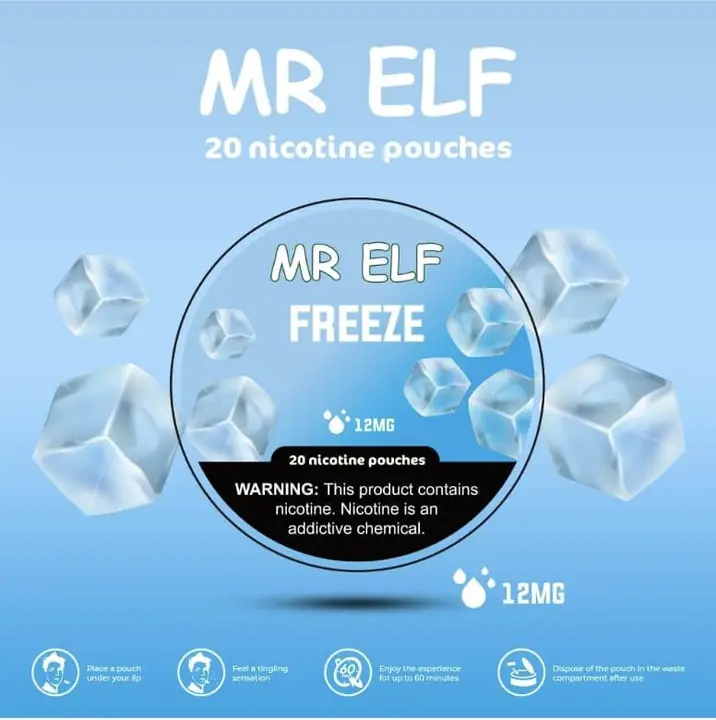 MR ELF
20 nicotine pouches
MR ELF
FREEZE
12MG
20 nicotine pouches
WARNING: This product contains
nicotine. Nicotine is an
addictive chemical.
12MG
Place a pouch
under your lip
Feel a tingling
sensation
60
Enjoy the experience
for up to 60 minutes
Dispose of the pouch in the waste
compartment after use